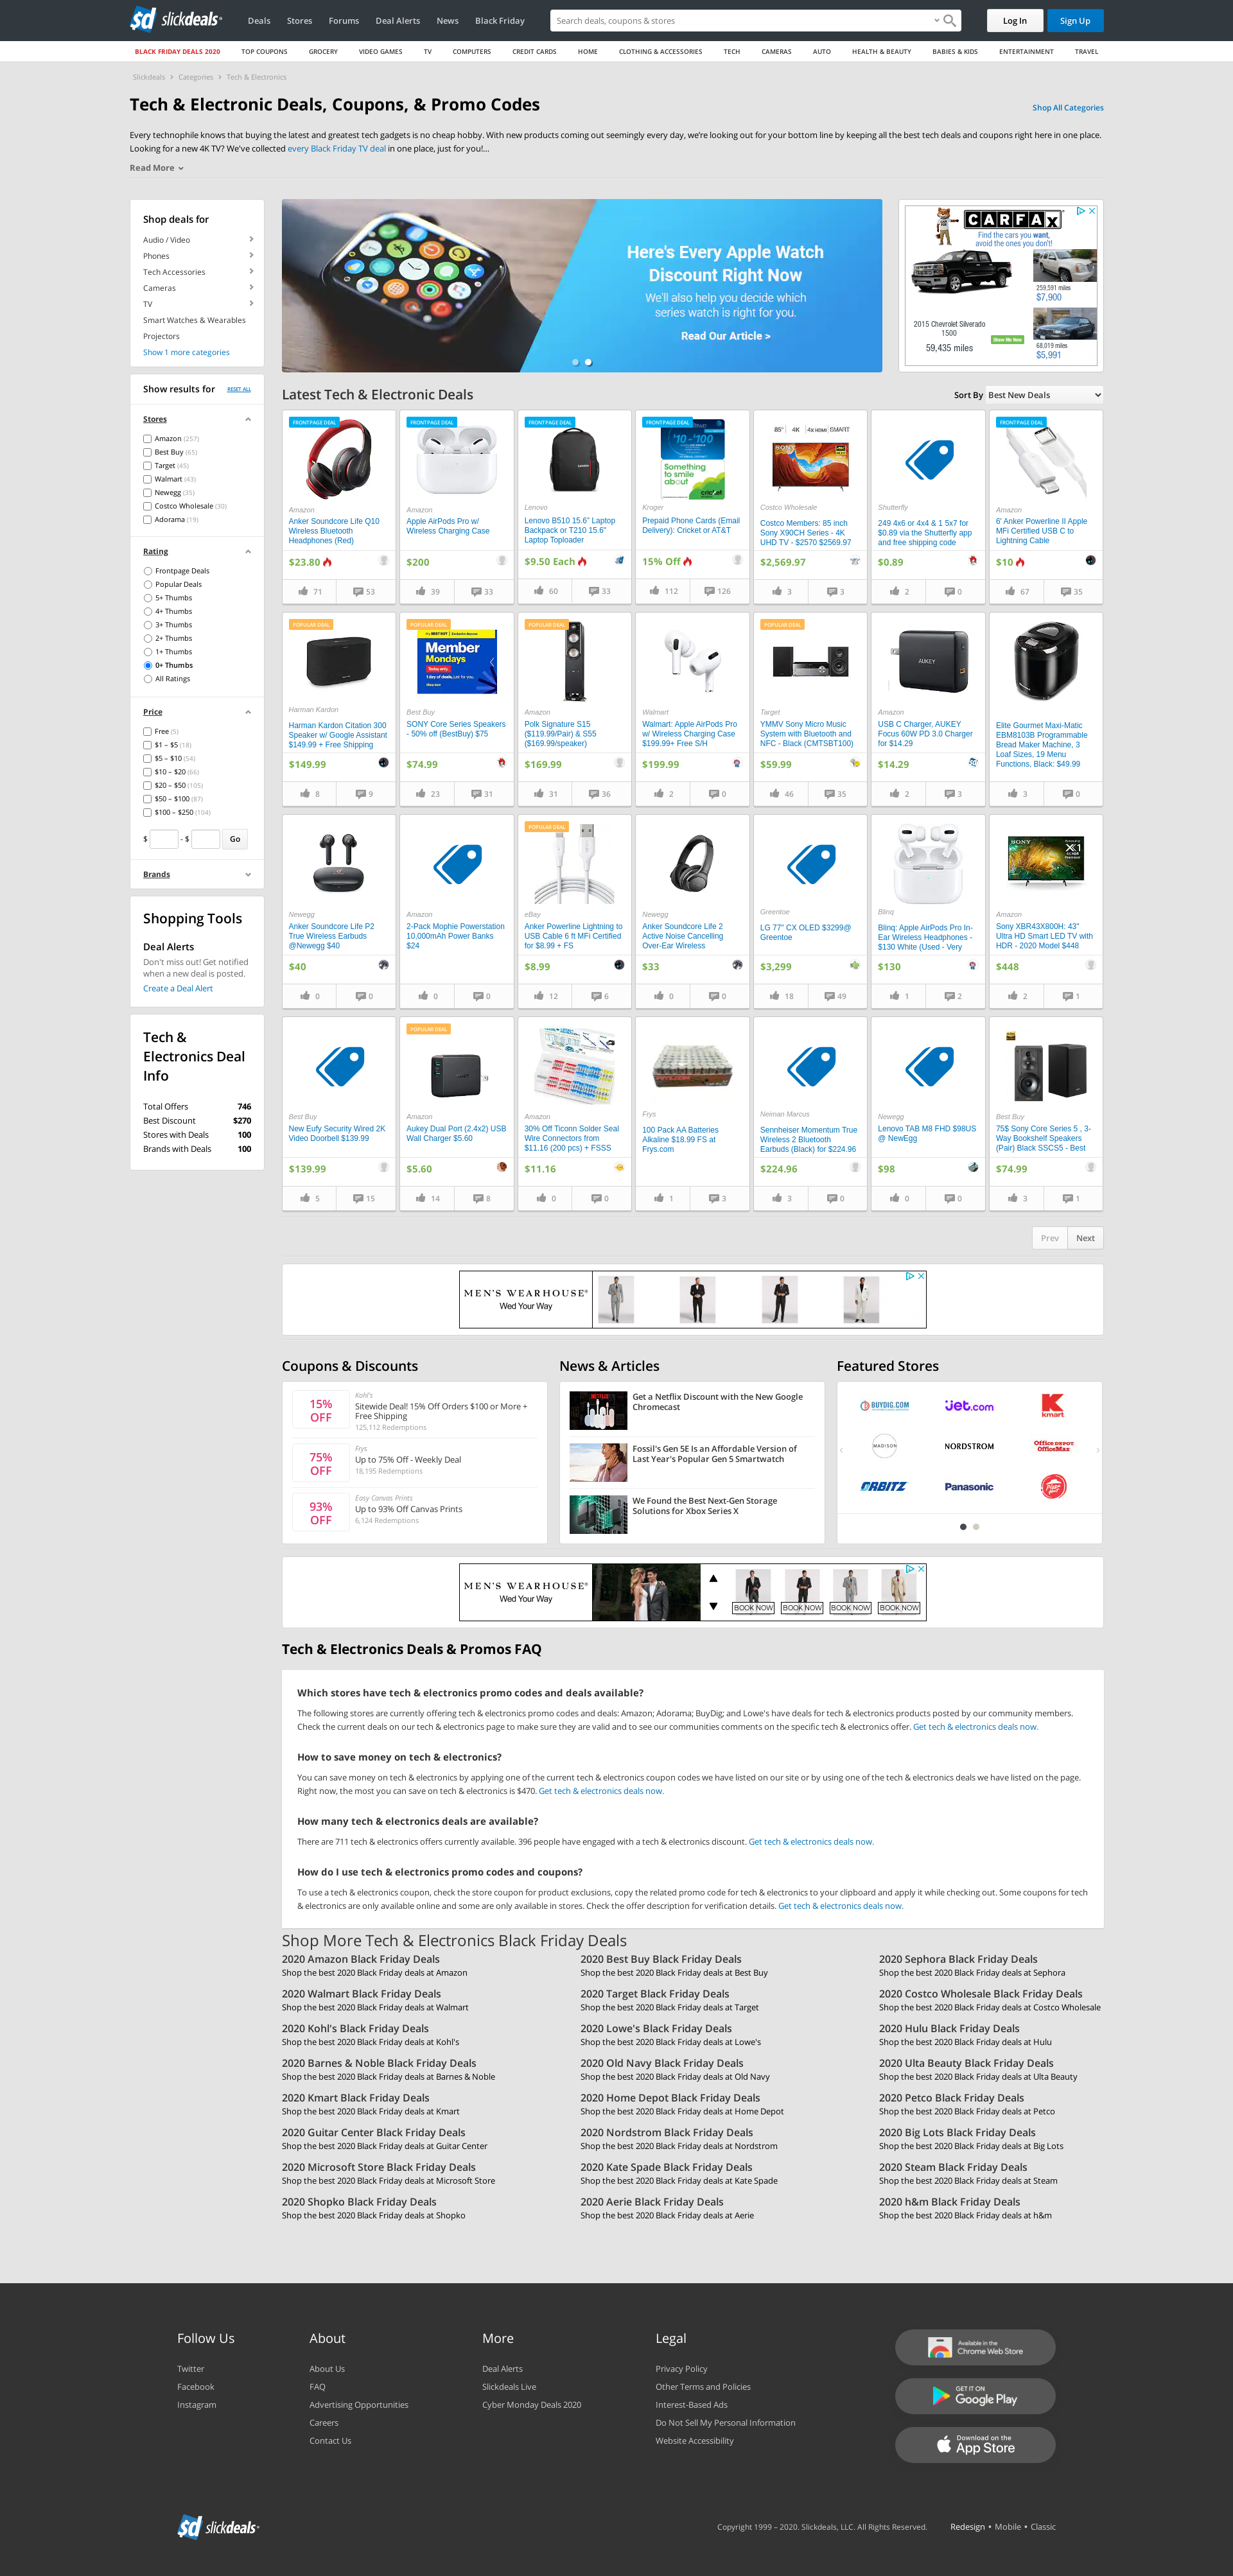 slickdeals
Deals
Stores
Forums
Deal Alerts
News
Black Friday
Search deals, coupons & stores
Log In
Sign Up
BLACK FRIDAY DEALS 2020
TOP COUPONS
GROCERY
VIDEO GAMES
TV
COMPUTERS
CREDIT CARDS
HOME
CLOTHING & ACCESSORIES
TECH
CAMERAS
AUTO
HEALTH & BEAUTY
BABIES & KIDS
ENTERTAINMENT
TRAVEL
Slickdeals > Categories > Tech & Electronics
Tech & Electronic Deals, Coupons, & Promo Codes
Shop All Categories
Every technophile knows that buying the latest and greatest tech gadgets is no cheap hobby. With new products coming out seemingly every day, we're looking out for your bottom line by keeping all the best tech deals and coupons right here in one place.
Looking for a new 4K TV? We've collected every Black Friday TV deal in one place, just for you!...
Read More
Shop deals for
Audio / Video
Phones
Tech Accessories
Cameras
TV
Smart Watches & Wearables
Projectors
Show 1 more categories
Here's Every Apple Watch
Discount Right Now
We'll also help you decide which
series watch is right for you.
Read Our Article >
CARFAX
Find the cars you want,
avoid the ones you don't!
2015 Chevrolet Silverado
1500
59,435 miles
Show Me Now
259,591 miles
$7,900
68,019 miles
$5,991
Show results for
RESET ALL
Stores
Amazon (257)
Best Buy (65)
Target (45)
Walmart (43)
Newegg (35)
Costco Wholesale (30)
Adorama (19)
Rating
Frontpage Deals
Popular Deals
5+ Thumbs
4+ Thumbs
3+ Thumbs
2+ Thumbs
1+ Thumbs
0+ Thumbs
All Ratings
Price
Free (5)
$1 – $5 (18)
$5 – $10 (54)
$10 – $20 (66)
$20 – $50 (105)
$50 – $100 (87)
$100 – $250 (104)
$ - $ Go
Brands
Shopping Tools
Deal Alerts
Don't miss out! Get notified
when a new deal is posted.
Create a Deal Alert
Tech &
Electronics Deal
Info
Total Offers 746
Best Discount $270
Stores with Deals 100
Brands with Deals 100
Latest Tech & Electronic Deals
Sort By Best New Deals
FRONTPAGE DEAL
Amazon
Anker Soundcore Life Q10
Wireless Bluetooth
Headphones (Red)
$23.80
71
53
FRONTPAGE DEAL
Amazon
Apple AirPods Pro w/
Wireless Charging Case
$200
39
33
FRONTPAGE DEAL
Lenovo
Lenovo B510 15.6" Laptop
Backpack or T210 15.6"
Laptop Toploader
$9.50 Each
60
33
FRONTPAGE DEAL
$10-$100
Something
to smile
about
cricket
Kroger
Prepaid Phone Cards (Email
Delivery): Cricket or AT&T
15% Off
112
126
85" 4K 4K HDMI SMART
SONY
Costco Wholesale
Costco Members: 85 inch
Sony X90CH Series - 4K
UHD TV - $2570 $2569.97
$2,569.97
3
3
Shutterfly
249 4x6 or 4x4 & 1 5x7 for
$0.89 via the Shutterfly app
and free shipping code
$0.89
2
0
FRONTPAGE DEAL
Amazon
6' Anker Powerline II Apple
MFi Certified USB C to
Lightning Cable
$10
67
35
POPULAR DEAL
Harman Kardon
Harman Kardon Citation 300
Speaker w/ Google Assistant
$149.99 + Free Shipping
$149.99
8
9
POPULAR DEAL
Member
Mondays
Best Buy
SONY Core Series Speakers
- 50% off (BestBuy) $75
$74.99
23
31
POPULAR DEAL
Amazon
Polk Signature S15
($119.99/Pair) & S55
($169.99/speaker)
$169.99
31
36
Walmart
Walmart: Apple AirPods Pro
w/ Wireless Charging Case
$199.99+ Free S/H
$199.99
2
0
POPULAR DEAL
Target
YMMV Sony Micro Music
System with Bluetooth and
NFC - Black (CMTSBT100)
$59.99
46
35
AUKEY
Amazon
USB C Charger, AUKEY
Focus 60W PD 3.0 Charger
for $14.29
$14.29
2
3
Elite Gourmet Maxi-Matic
EBM8103B Programmable
Bread Maker Machine, 3
Loaf Sizes, 19 Menu
Functions, Black: $49.99
3
0
Newegg
Anker Soundcore Life P2
True Wireless Earbuds
@Newegg $40
$40
0
0
Amazon
2-Pack Mophie Powerstation
10,000mAh Power Banks
$24
0
0
POPULAR DEAL
eBay
Anker Powerline Lightning to
USB Cable 6 ft MFi Certified
for $8.99 + FS
$8.99
12
6
Newegg
Anker Soundcore Life 2
Active Noise Cancelling
Over-Ear Wireless
$33
0
0
Greentoe
LG 77" CX OLED $3299@
Greentoe
$3,299
18
49
Blinq
Blinq: Apple AirPods Pro In-
Ear Wireless Headphones -
$130 White (Used - Very
$130
1
2
SONY
X1
Amazon
Sony XBR43X800H: 43"
Ultra HD Smart LED TV with
HDR - 2020 Model $448
$448
2
1
Best Buy
New Eufy Security Wired 2K
Video Doorbell $139.99
$139.99
5
15
POPULAR DEAL
Amazon
Aukey Dual Port (2.4x2) USB
Wall Charger $5.60
$5.60
14
8
Amazon
30% Off Ticonn Solder Seal
Wire Connectors from
$11.16 (200 pcs) + FSSS
$11.16
0
0
Frys
100 Pack AA Batteries
Alkaline $18.99 FS at
Frys.com
1
3
Neiman Marcus
Sennheiser Momentum True
Wireless 2 Bluetooth
Earbuds (Black) for $224.96
$224.96
3
0
Newegg
Lenovo TAB M8 FHD $98US
@ NewEgg
$98
0
0
Best Buy
75$ Sony Core Series 5 , 3-
Way Bookshelf Speakers
(Pair) Black SSCS5 - Best
$74.99
3
1
Prev
Next
MEN'S WEARHOUSE
Wed Your Way
Coupons & Discounts
15%
OFF
Kohl's
Sitewide Deal! 15% Off Orders $100 or More +
Free Shipping
125,112 Redemptions
75%
OFF
Frys
Up to 75% Off - Weekly Deal
18,195 Redemptions
93%
OFF
Easy Canvas Prints
Up to 93% Off Canvas Prints
6,124 Redemptions
News & Articles
NETFLIX
Get a Netflix Discount with the New Google
Chromecast
Fossil's Gen 5E Is an Affordable Version of
Last Year's Popular Gen 5 Smartwatch
We Found the Best Next-Gen Storage
Solutions for Xbox Series X
Featured Stores
BUYDIG.COM
Jet.com
kmart
MADISON
NORDSTROM
Office DEPOT
OfficeMax
ORBITZ
Panasonic
Pizza Hut
MEN'S WEARHOUSE
Wed Your Way
BOOK NOW
BOOK NOW
BOOK NOW
BOOK NOW
Tech & Electronics Deals & Promos FAQ
Which stores have tech & electronics promo codes and deals available?
The following stores are currently offering tech & electronics promo codes and deals: Amazon; Adorama; BuyDig; and Lowe's have deals for tech & electronics products posted by our community members.
Check the current deals on our tech & electronics page to make sure they are valid and to see our communities comments on the specific tech & electronics offer. Get tech & electronics deals now.
How to save money on tech & electronics?
You can save money on tech & electronics by applying one of the current tech & electronics coupon codes we have listed on our site or by using one of the tech & electronics deals we have listed on the page.
Right now, the most you can save on tech & electronics is $470. Get tech & electronics deals now.
How many tech & electronics deals are available?
There are 711 tech & electronics offers currently available. 396 people have engaged with a tech & electronics discount. Get tech & electronics deals now.
How do I use tech & electronics promo codes and coupons?
To use a tech & electronics coupon, check the store coupon for product exclusions, copy the related promo code for tech & electronics to your clipboard and apply it while checking out. Some coupons for tech
& electronics are only available online and some are only available in stores. Check the offer description for verification details. Get tech & electronics deals now.
Shop More Tech & Electronics Black Friday Deals
2020 Amazon Black Friday Deals
Shop the best 2020 Black Friday deals at Amazon
2020 Best Buy Black Friday Deals
Shop the best 2020 Black Friday deals at Best Buy
2020 Sephora Black Friday Deals
Shop the best 2020 Black Friday deals at Sephora
2020 Walmart Black Friday Deals
Shop the best 2020 Black Friday deals at Walmart
2020 Target Black Friday Deals
Shop the best 2020 Black Friday deals at Target
2020 Costco Wholesale Black Friday Deals
Shop the best 2020 Black Friday deals at Costco Wholesale
2020 Kohl's Black Friday Deals
Shop the best 2020 Black Friday deals at Kohl's
2020 Lowe's Black Friday Deals
Shop the best 2020 Black Friday deals at Lowe's
2020 Hulu Black Friday Deals
Shop the best 2020 Black Friday deals at Hulu
2020 Barnes & Noble Black Friday Deals
Shop the best 2020 Black Friday deals at Barnes & Noble
2020 Old Navy Black Friday Deals
Shop the best 2020 Black Friday deals at Old Navy
2020 Ulta Beauty Black Friday Deals
Shop the best 2020 Black Friday deals at Ulta Beauty
2020 Kmart Black Friday Deals
Shop the best 2020 Black Friday deals at Kmart
2020 Home Depot Black Friday Deals
Shop the best 2020 Black Friday deals at Home Depot
2020 Petco Black Friday Deals
Shop the best 2020 Black Friday deals at Petco
2020 Guitar Center Black Friday Deals
Shop the best 2020 Black Friday deals at Guitar Center
2020 Nordstrom Black Friday Deals
Shop the best 2020 Black Friday deals at Nordstrom
2020 Big Lots Black Friday Deals
Shop the best 2020 Black Friday deals at Big Lots
2020 Microsoft Store Black Friday Deals
Shop the best 2020 Black Friday deals at Microsoft Store
2020 Kate Spade Black Friday Deals
Shop the best 2020 Black Friday deals at Kate Spade
2020 Steam Black Friday Deals
Shop the best 2020 Black Friday deals at Steam
2020 Shopko Black Friday Deals
Shop the best 2020 Black Friday deals at Shopko
2020 Aerie Black Friday Deals
Shop the best 2020 Black Friday deals at Aerie
2020 h&m Black Friday Deals
Shop the best 2020 Black Friday deals at h&m
Follow Us
Twitter
Facebook
Instagram
About
About Us
FAQ
Advertising Opportunities
Careers
Contact Us
More
Deal Alerts
Slickdeals Live
Cyber Monday Deals 2020
Legal
Privacy Policy
Other Terms and Policies
Interest-Based Ads
Do Not Sell My Personal Information
Website Accessibility
Available in the
Chrome Web Store
GET IT ON
Google Play
Download on the
App Store
slickdeals
Copyright 1999 – 2020. Slickdeals, LLC. All Rights Reserved.
Redesign • Mobile • Classic